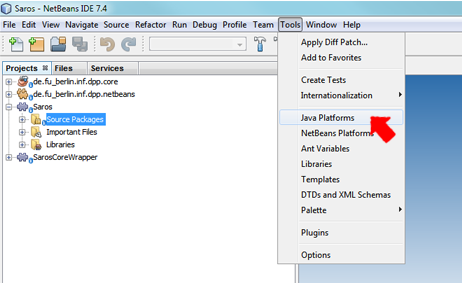 Saros - NetBeans IDE 7.4
File Edit View Navigate Source Refactor Run Debug Profile Team Tools Window Help
Projects Files Services
de.fu_berlin.inf.dpp.core
de.fu_berlin.inf.dpp.netbeans
Saros
Source Packages
Important Files
Libraries
SarosCoreWrapper
Apply Diff Patch...
Add to Favorites
Create Tests
Internationalization
Java Platforms
NetBeans Platforms
Ant Variables
Libraries
Templates
DTDs and XML Schemas
Palette
Plugins
Options